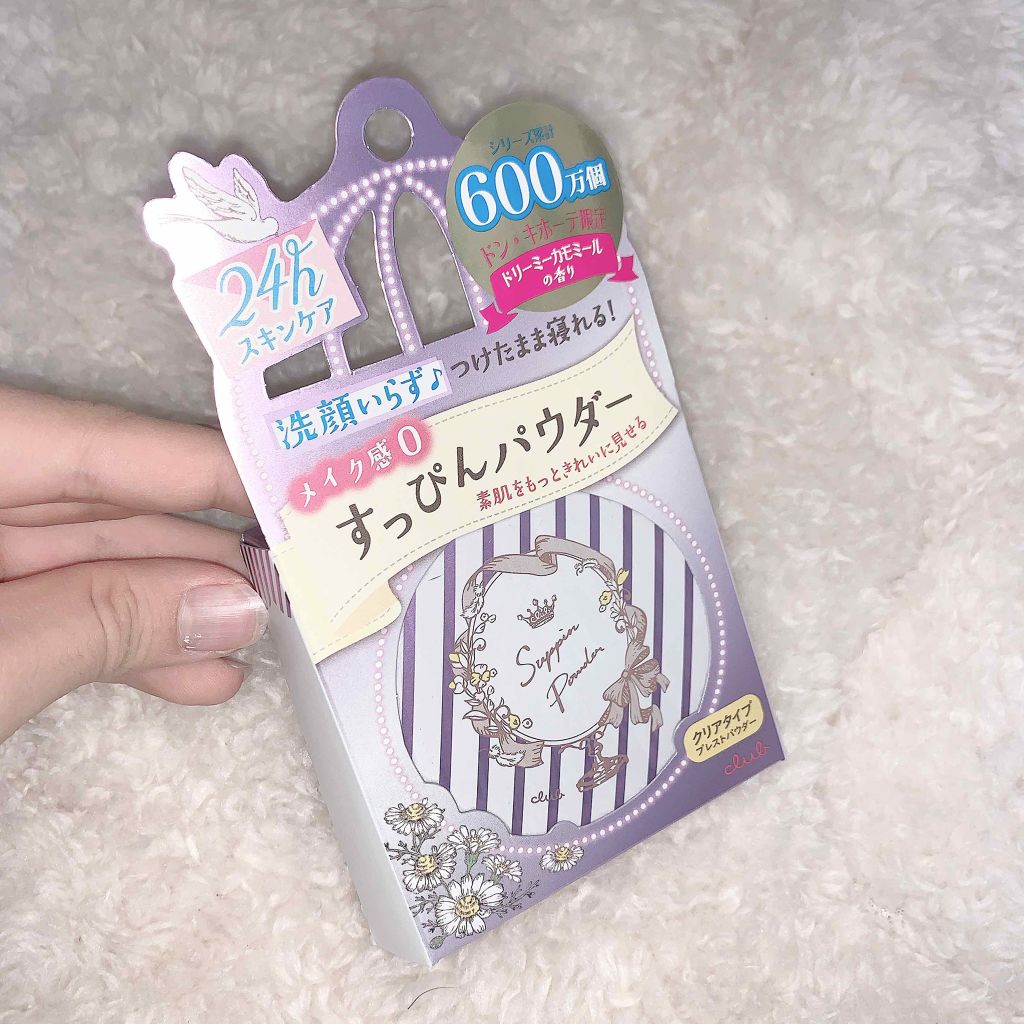 シリーズ累計
600万個
ドン・キホーテ限定
ドリーミーカモミール
の香り
24h
スキンケア
洗顔いらず♪つけたまま寝れる!
メイク感0
すっぴんパウダー
素肌をもっときれいに見せる
Suppin
Powder
club
クリアタイプ
プレストパウダー
club